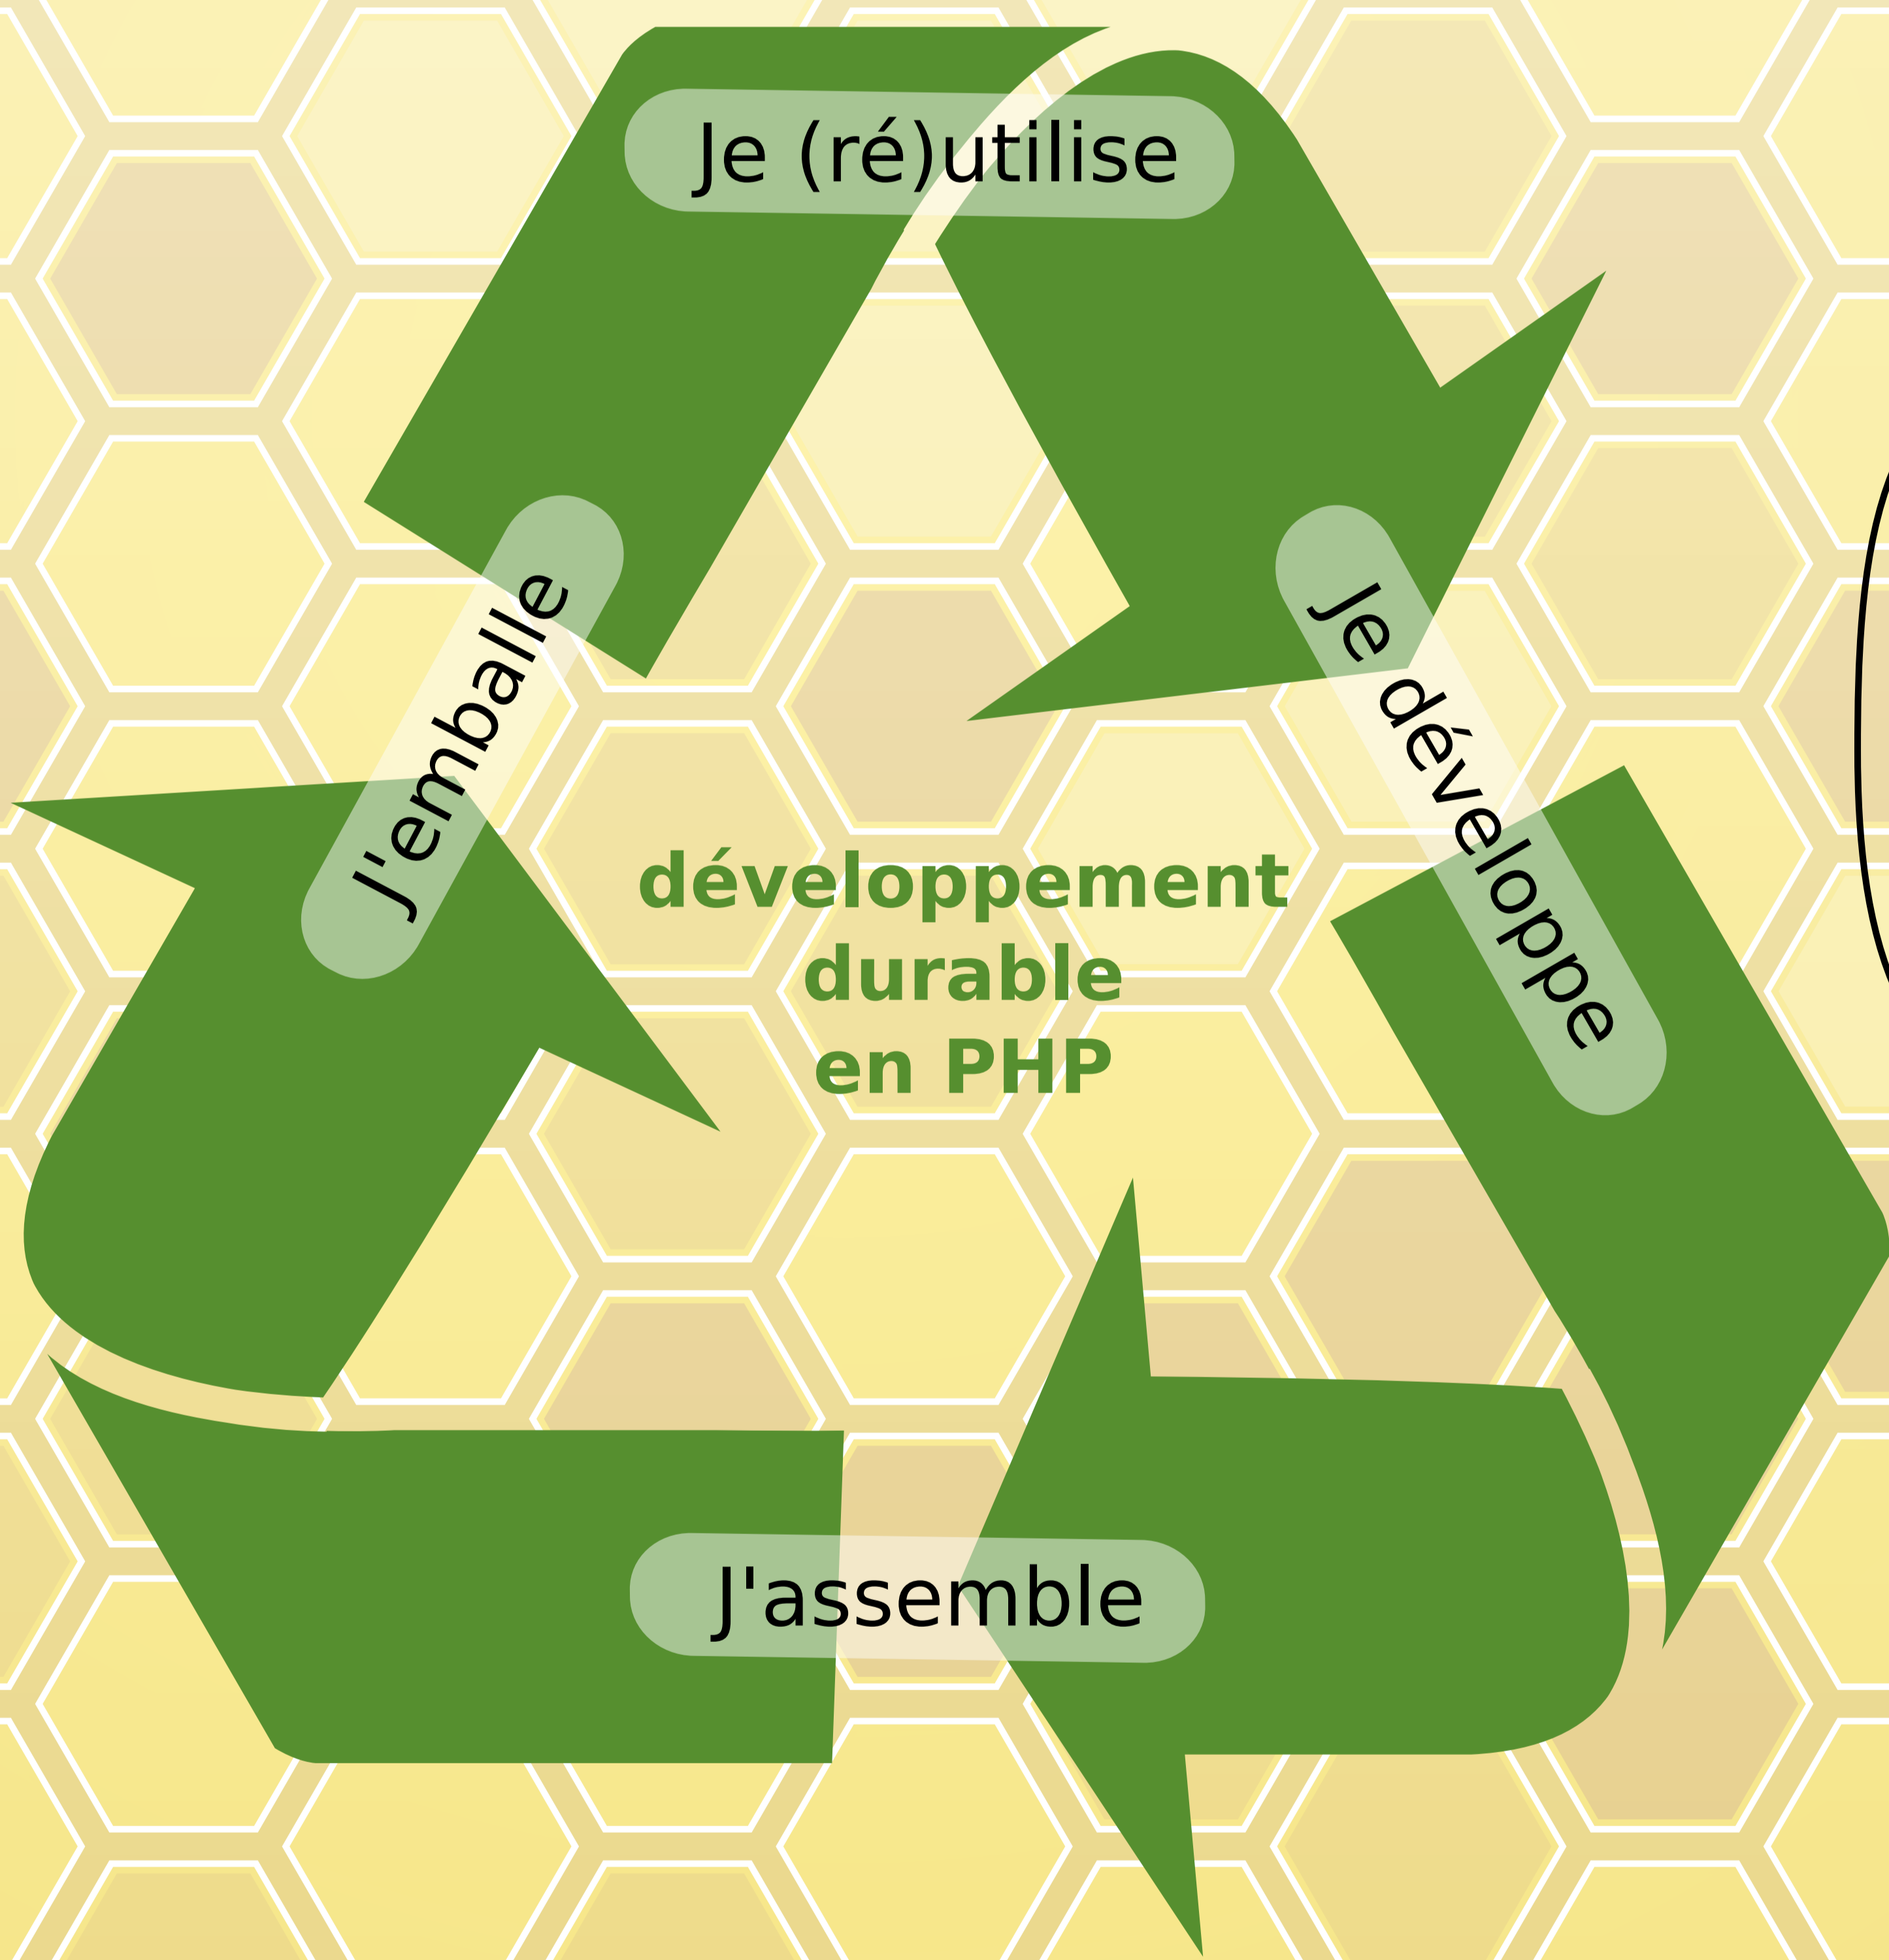 Je (ré)utilise
J'emballe
Je développe
développement
durable
en PHP
J'assemble